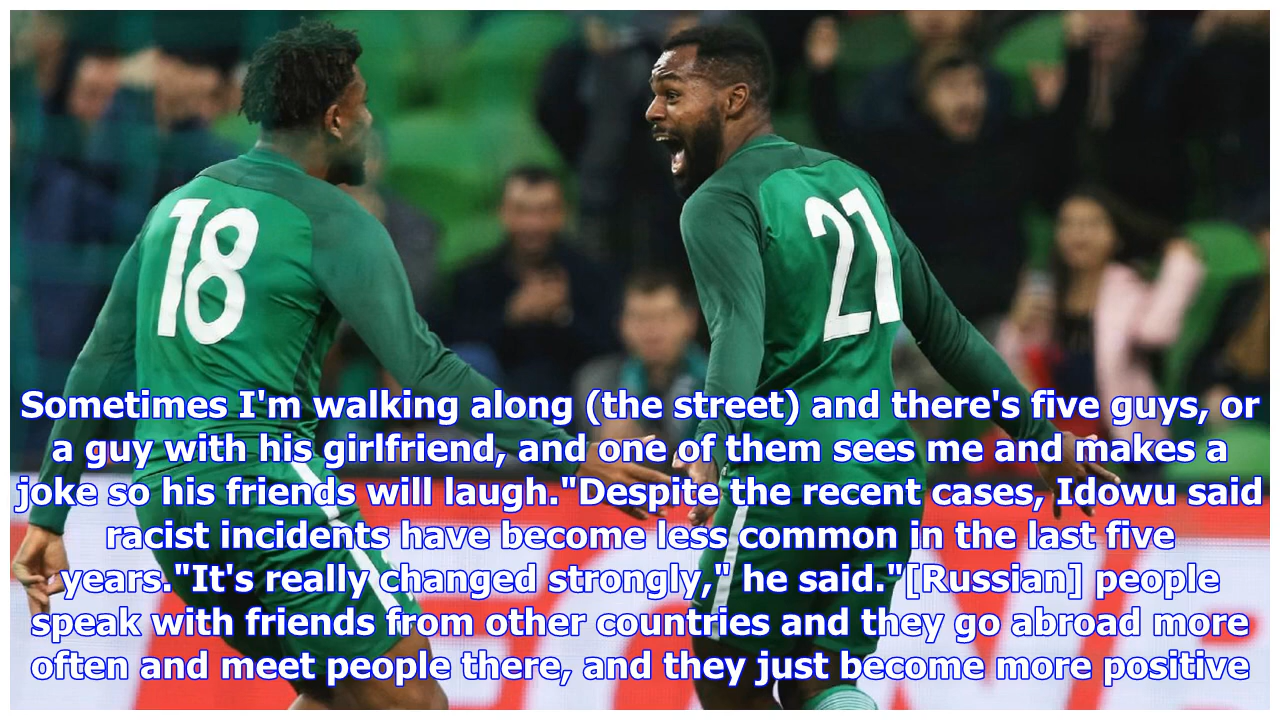 18
21
Sometimes I'm walking along (the street) and there's five guys, or
a guy with his girlfriend, and one of them sees me and makes a
joke so his friends will laugh."Despite the recent cases, Idowu said
racist incidents have become less common in the last five
years."It's really changed strongly," he said."[Russian] people
speak with friends from other countries and they go abroad more
often and meet people there, and they just become more positive